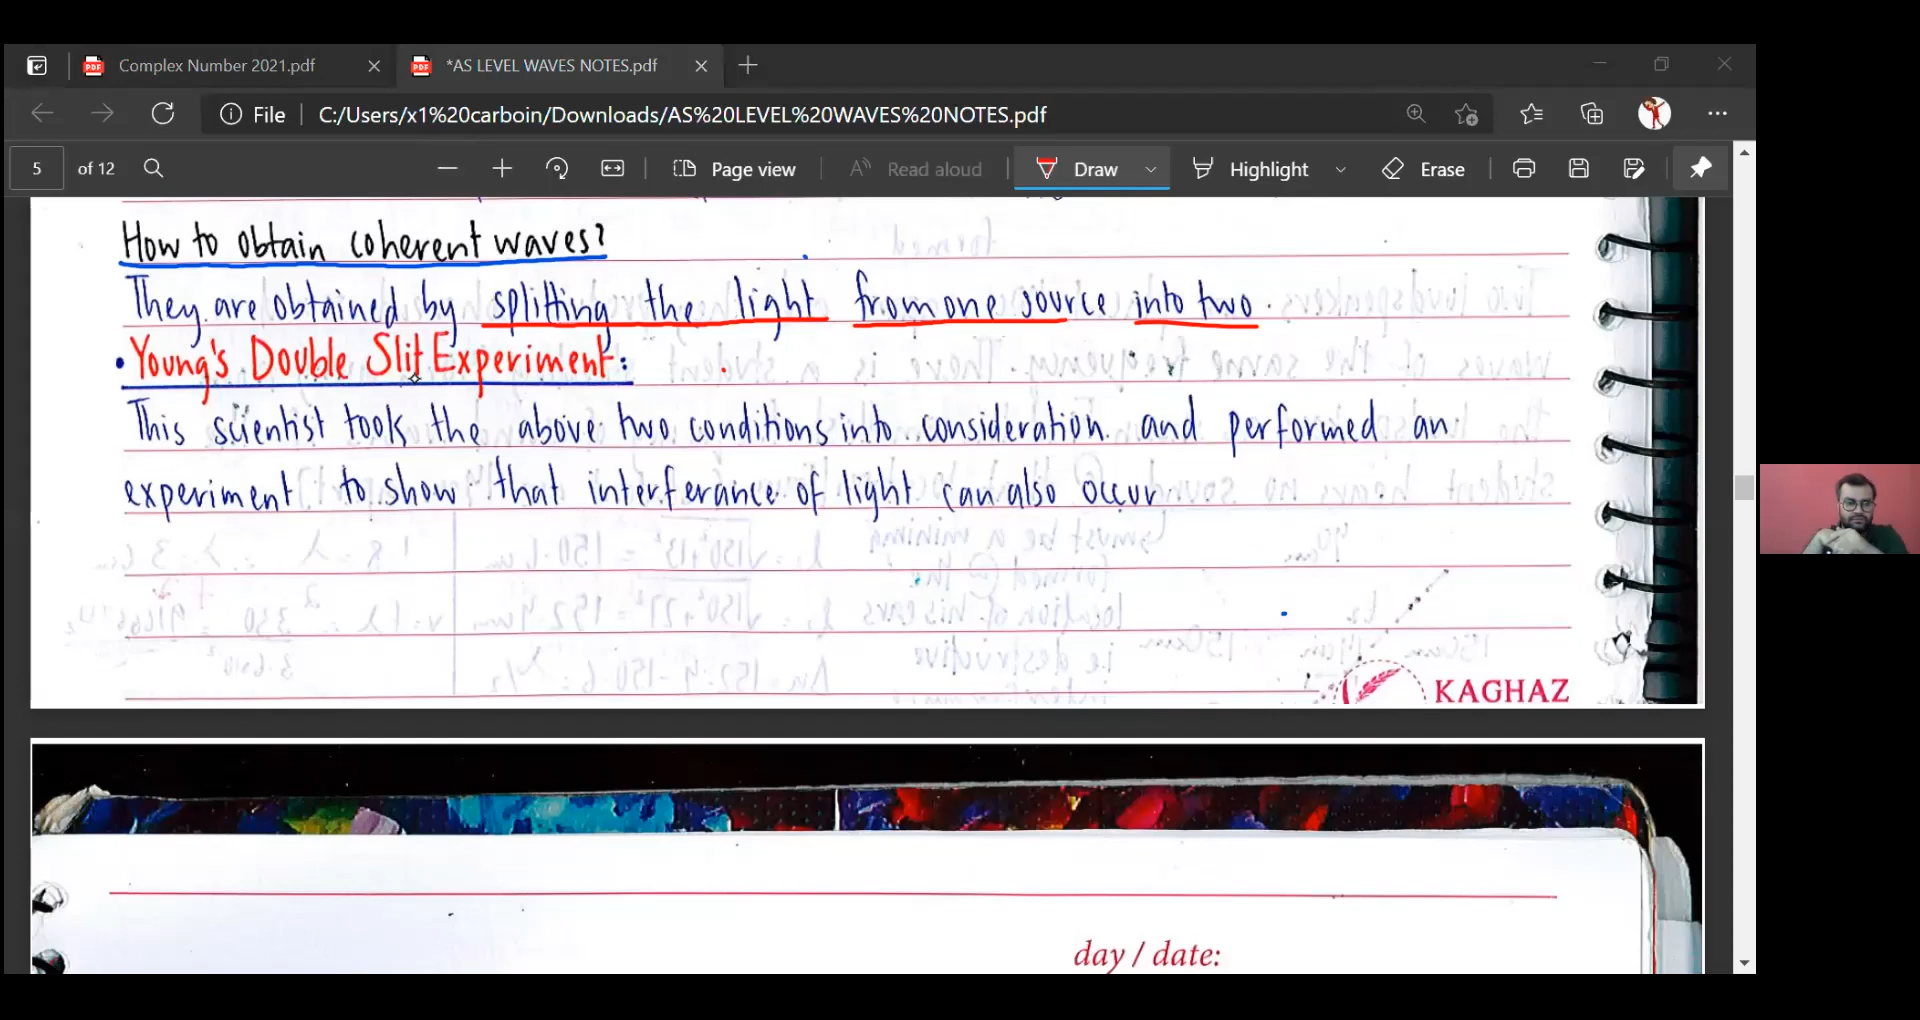 Complex Number 2021.pdf
*AS LEVEL WAVES NOTES.pdf
File
C:/Users/x1%20carboin/Downloads/AS%20LEVEL%20WAVES%20NOTES.pdf
5 of 12
Page view
Read aloud
Draw
Highlight
Erase
How to obtain coherent waves?
They are obtained by splitting the light from one source into two.
• Young's Double Slit Experiment:
This scientist took the above two conditions into consideration and performed an
experiment to show that interferance of light can also occur
KAGHAZ
day / date: